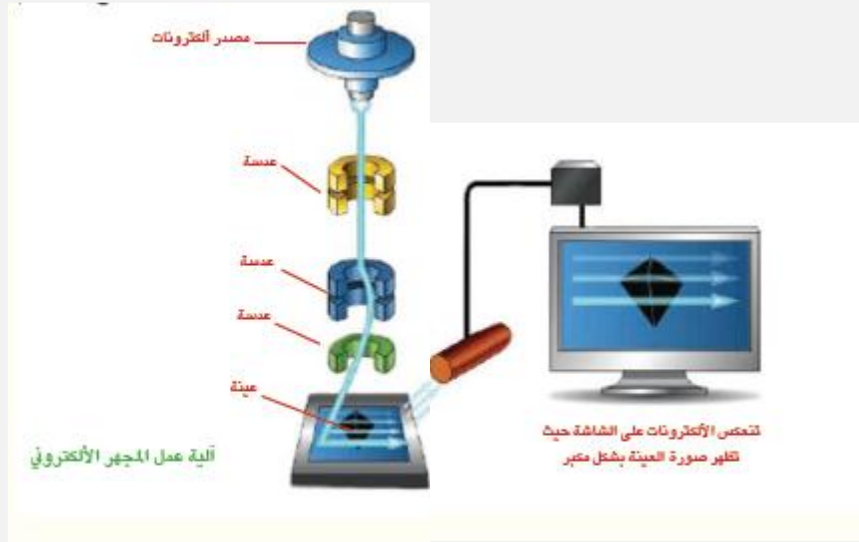 مصدر ألكترونات
عدسة
عدسة
عدسة
عينة
آلية عمل المجهر الألكتروني
تنعكس الألكترونات على الشاشة حيث
تظهر صورة العينة بشكل مكبر